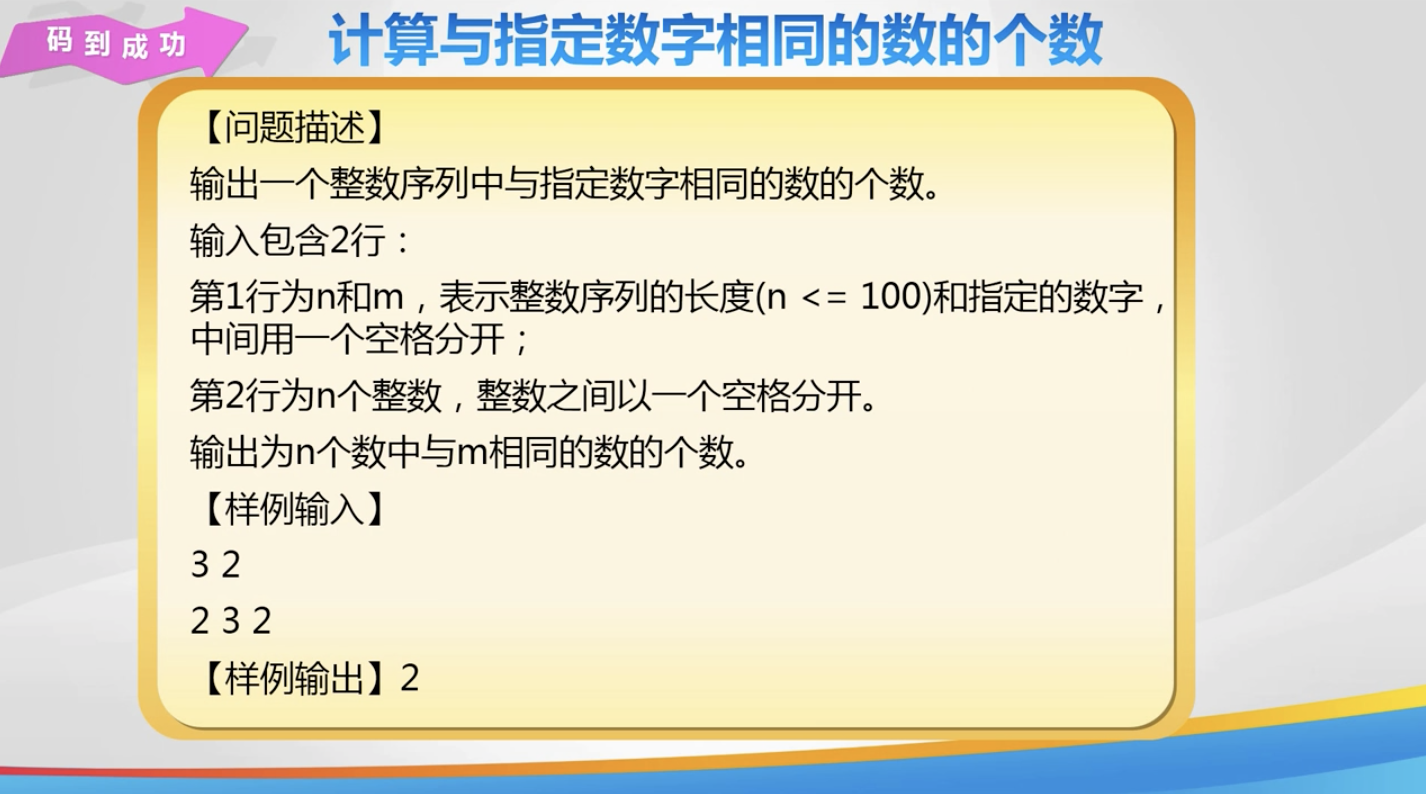 码到成功
计算与指定数字相同的数的个数
【问题描述】
输出一个整数序列中与指定数字相同的数的个数。
输入包含2行：
第1行为n和m，表示整数序列的长度(n <= 100)和指定的数字，
中间用一个空格分开；
第2行为n个整数，整数之间以一个空格分开。
输出为n个数中与m相同的数的个数。
【样例输入】
3 2
2 3 2
【样例输出】2